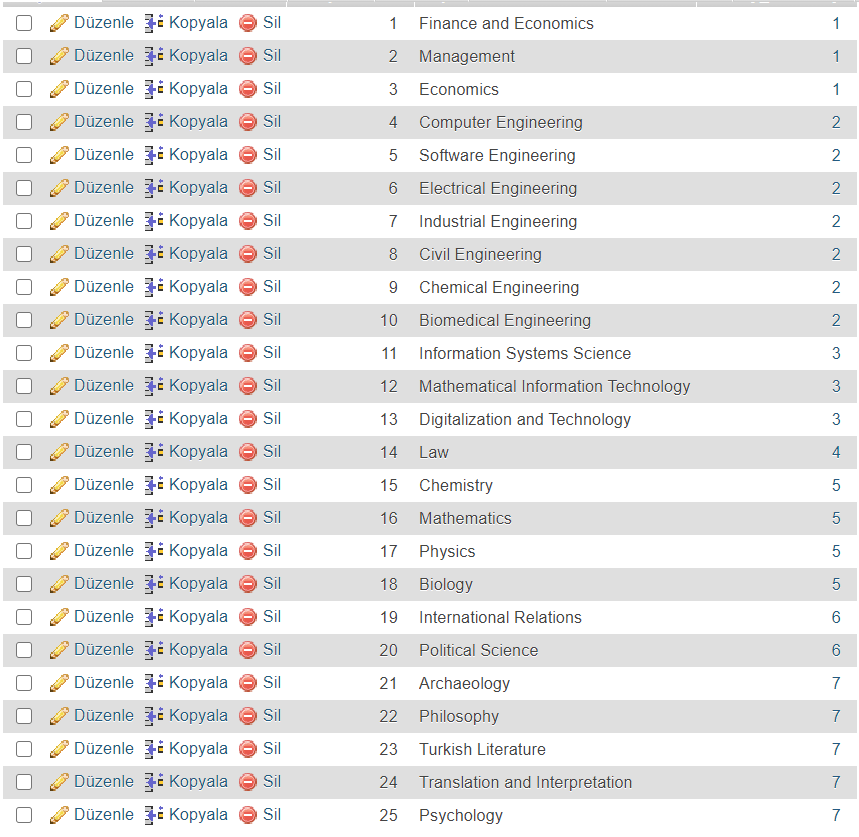 Düzenle Kopyala Sil 1 Finance and Economics 1
Düzenle Kopyala Sil 2 Management 1
Düzenle Kopyala Sil 3 Economics 1
Düzenle Kopyala Sil 4 Computer Engineering 2
Düzenle Kopyala Sil 5 Software Engineering 2
Düzenle Kopyala Sil 6 Electrical Engineering 2
Düzenle Kopyala Sil 7 Industrial Engineering 2
Düzenle Kopyala Sil 8 Civil Engineering 2
Düzenle Kopyala Sil 9 Chemical Engineering 2
Düzenle Kopyala Sil 10 Biomedical Engineering 2
Düzenle Kopyala Sil 11 Information Systems Science 3
Düzenle Kopyala Sil 12 Mathematical Information Technology 3
Düzenle Kopyala Sil 13 Digitalization and Technology 3
Düzenle Kopyala Sil 14 Law 4
Düzenle Kopyala Sil 15 Chemistry 5
Düzenle Kopyala Sil 16 Mathematics 5
Düzenle Kopyala Sil 17 Physics 5
Düzenle Kopyala Sil 18 Biology 5
Düzenle Kopyala Sil 19 International Relations 6
Düzenle Kopyala Sil 20 Political Science 6
Düzenle Kopyala Sil 21 Archaeology 7
Düzenle Kopyala Sil 22 Philosophy 7
Düzenle Kopyala Sil 23 Turkish Literature 7
Düzenle Kopyala Sil 24 Translation and Interpretation 7
Düzenle Kopyala Sil 25 Psychology 7